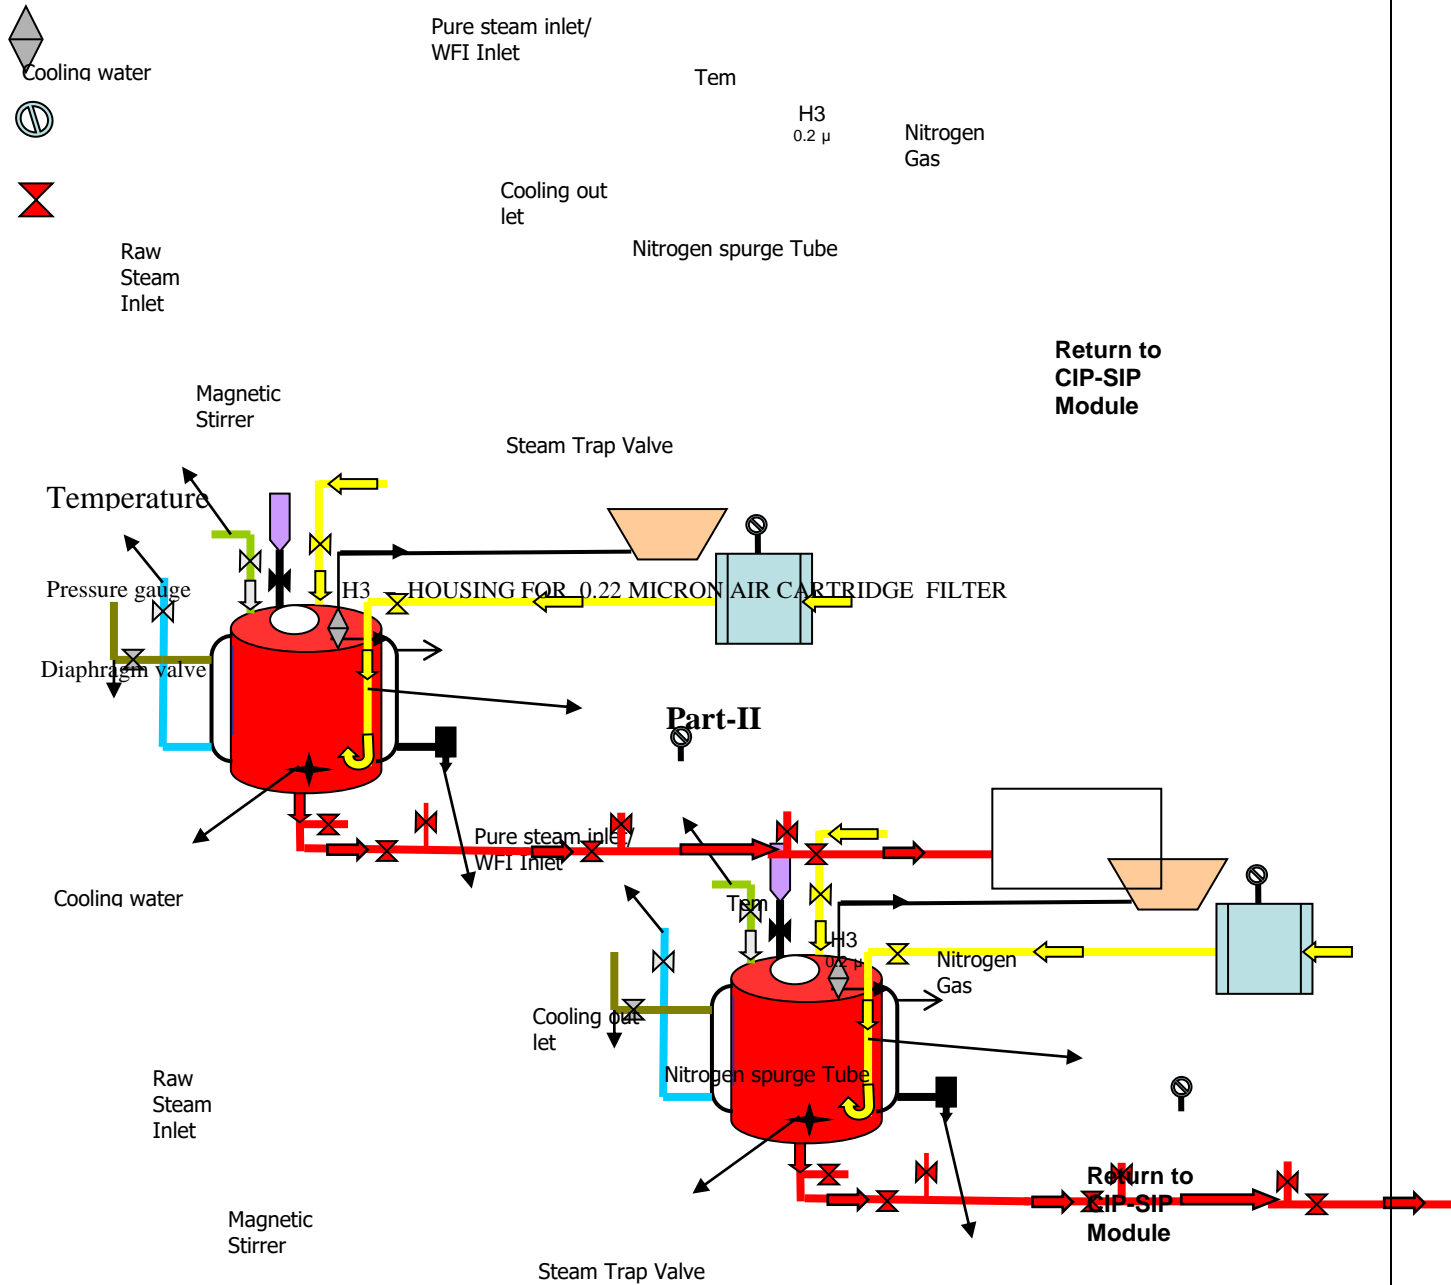 Pure steam inlet/
WFI Inlet
Cooling water
Tem
H3
0.2 µ
Nitrogen
Gas
Cooling out
let
Nitrogen spurge Tube
Raw
Steam
Inlet
Return to
CIP-SIP
Module
Magnetic
Stirrer
Steam Trap Valve
Temperature
Pressure gauge
H3 HOUSING FOR 0.22 MICRON AIR CARTRIDGE FILTER
Diaphragm valve
Part-II
Pure steam inlet/
WFI Inlet
Cooling water
Tem
H3
0.2 µ
Nitrogen
Gas
Cooling out
let
Nitrogen spurge Tube
Raw
Steam
Inlet
Return to
CIP-SIP
Module
Magnetic
Stirrer
Steam Trap Valve